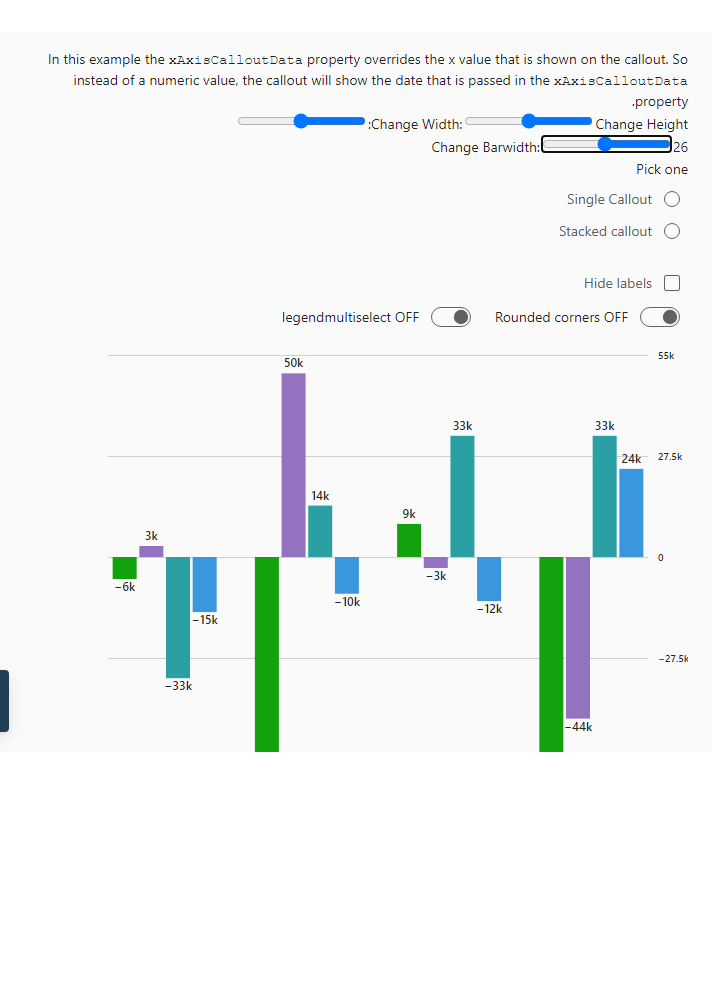 In this example the xAxisCalloutData property overrides the x value that is shown on the callout. So
instead of a numeric value, the callout will show the date that is passed in the xAxisCalloutData
.property
:Change Width: Change Height
Change Barwidth: 26
Pick one
Single Callout
Stacked callout
Hide labels
legendmultiselect OFF Rounded corners OFF
55k
50k
33k 33k
27.5k
24k
14k
9k
3k
0
−3k
−6k
−10k
−12k
−15k
−27.5k
−33k
−44k